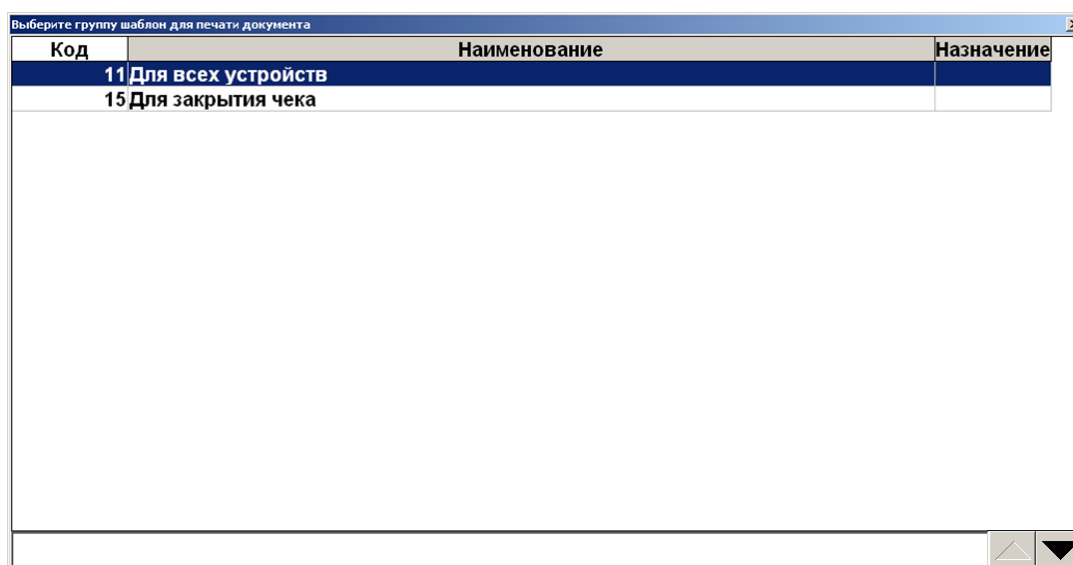 Выберите группу шаблон для печати документа
Код Наименование Назначение
11 Для всех устройств
15 Для закрытия чека